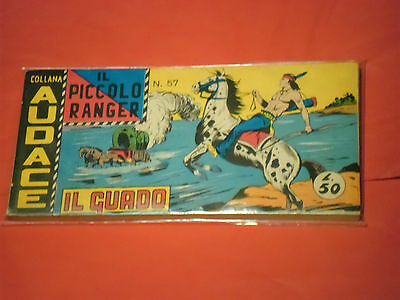 COLLANA
AUDACE
IL
PICCOLO
RANGER
N. 57
IL GUADO
L. 50